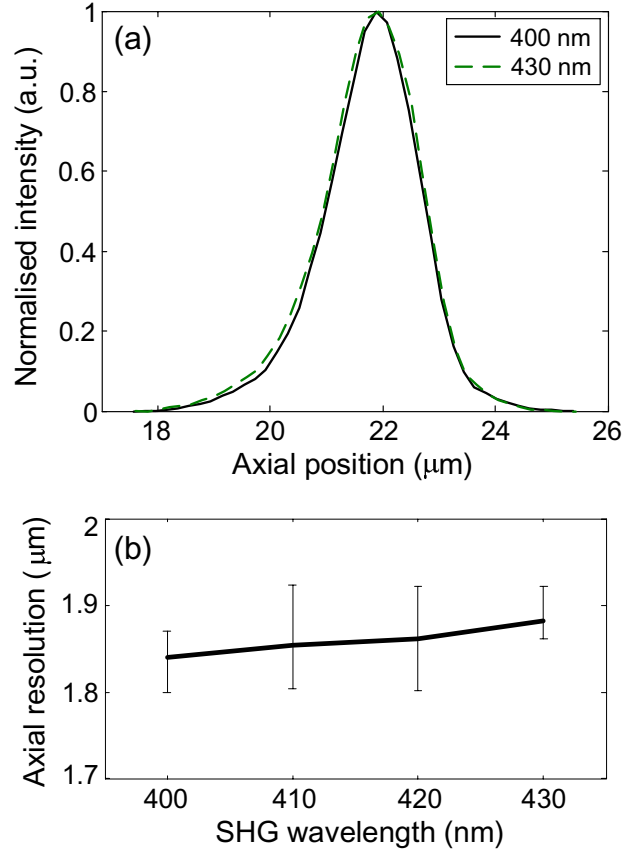 (a)
400 nm
430 nm
1
0.8
0.6
0.4
0.2
0
Normalised intensity (a.u.)
18 20 22 24 26
Axial position (μm)
(b)
2
1.9
1.8
1.7
Axial resolution ( μm)
400 410 420 430
SHG wavelength (nm)